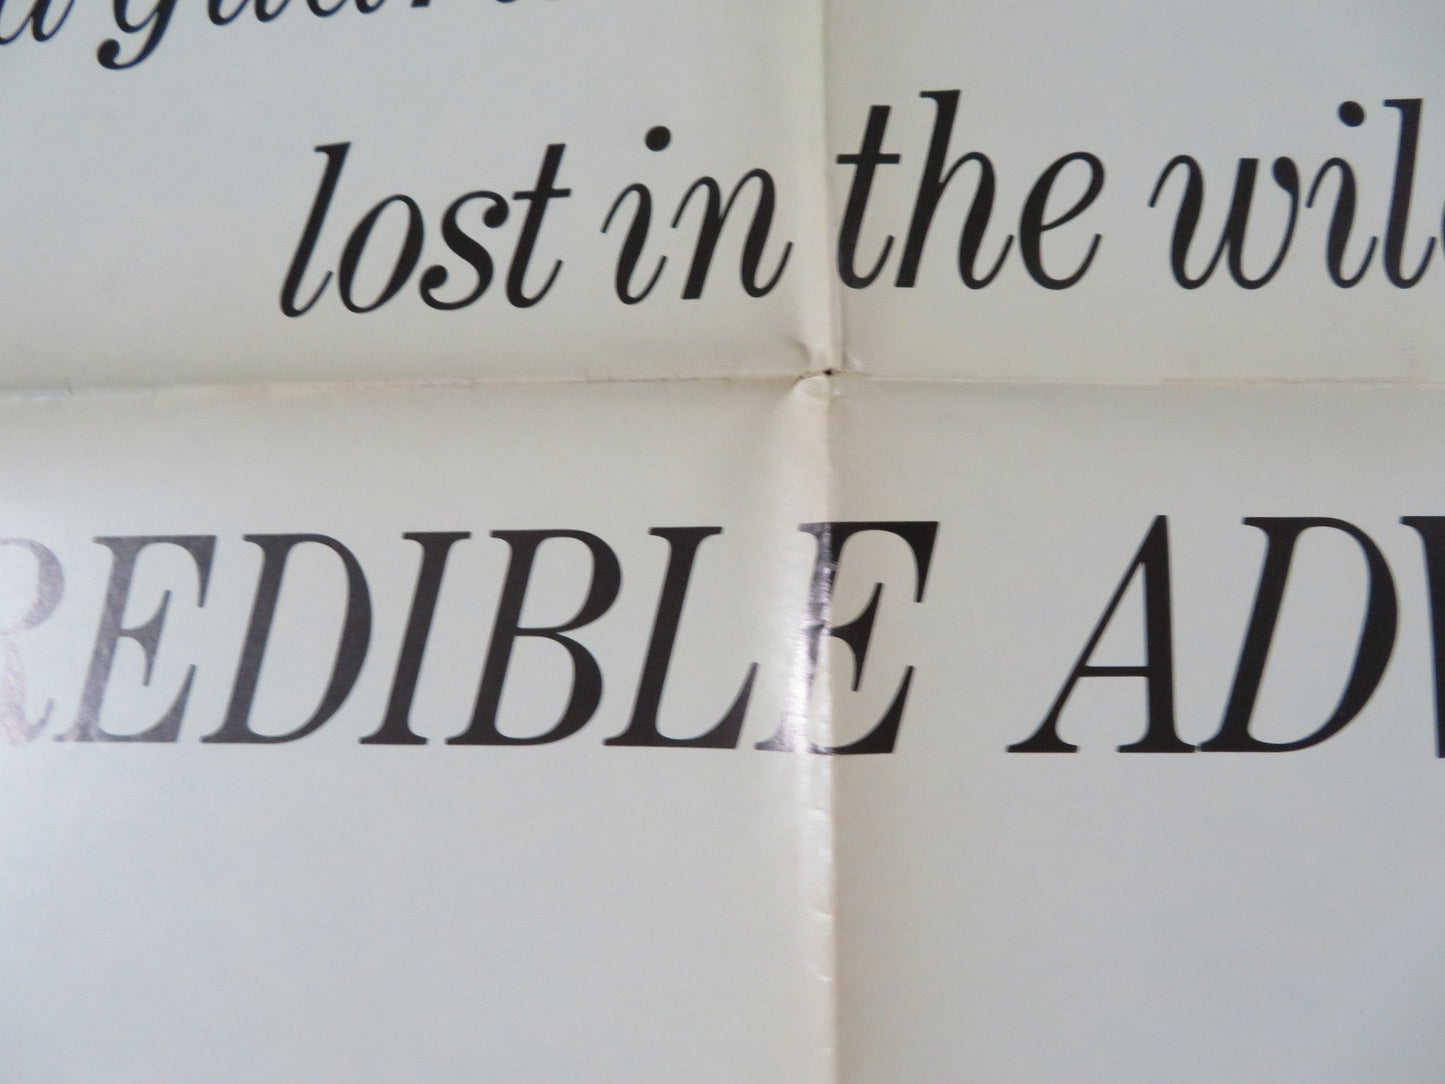 lost in the wil
REDIBLE ADV